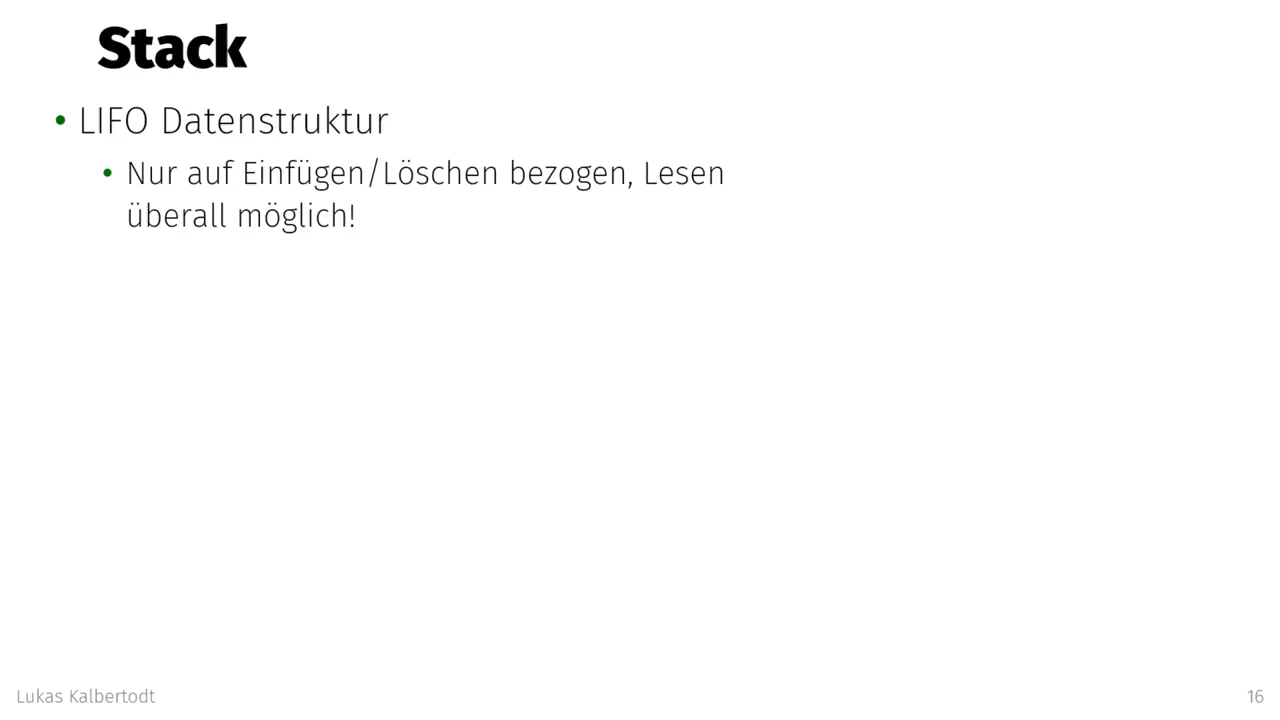 Stack
• LIFO Datenstruktur
• Nur auf Einfügen/Löschen bezogen, Lesen
überall möglich!
Lukas Kalbertodt
16